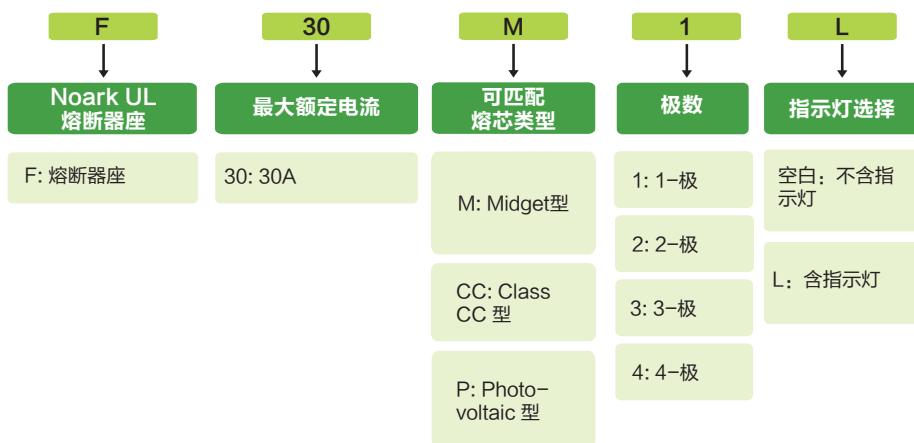 F
30
M
1
L
Noark UL
熔断器座
最大额定电流
可匹配
熔芯类型
极数
指示灯选择
F: 熔断器座
30: 30A
M: Midget型
CC: Class
CC 型
P: Photo-
voltaic 型
1: 1-极
2: 2-极
3: 3-极
4: 4-极
空白：不含指
示灯
L：含指示灯